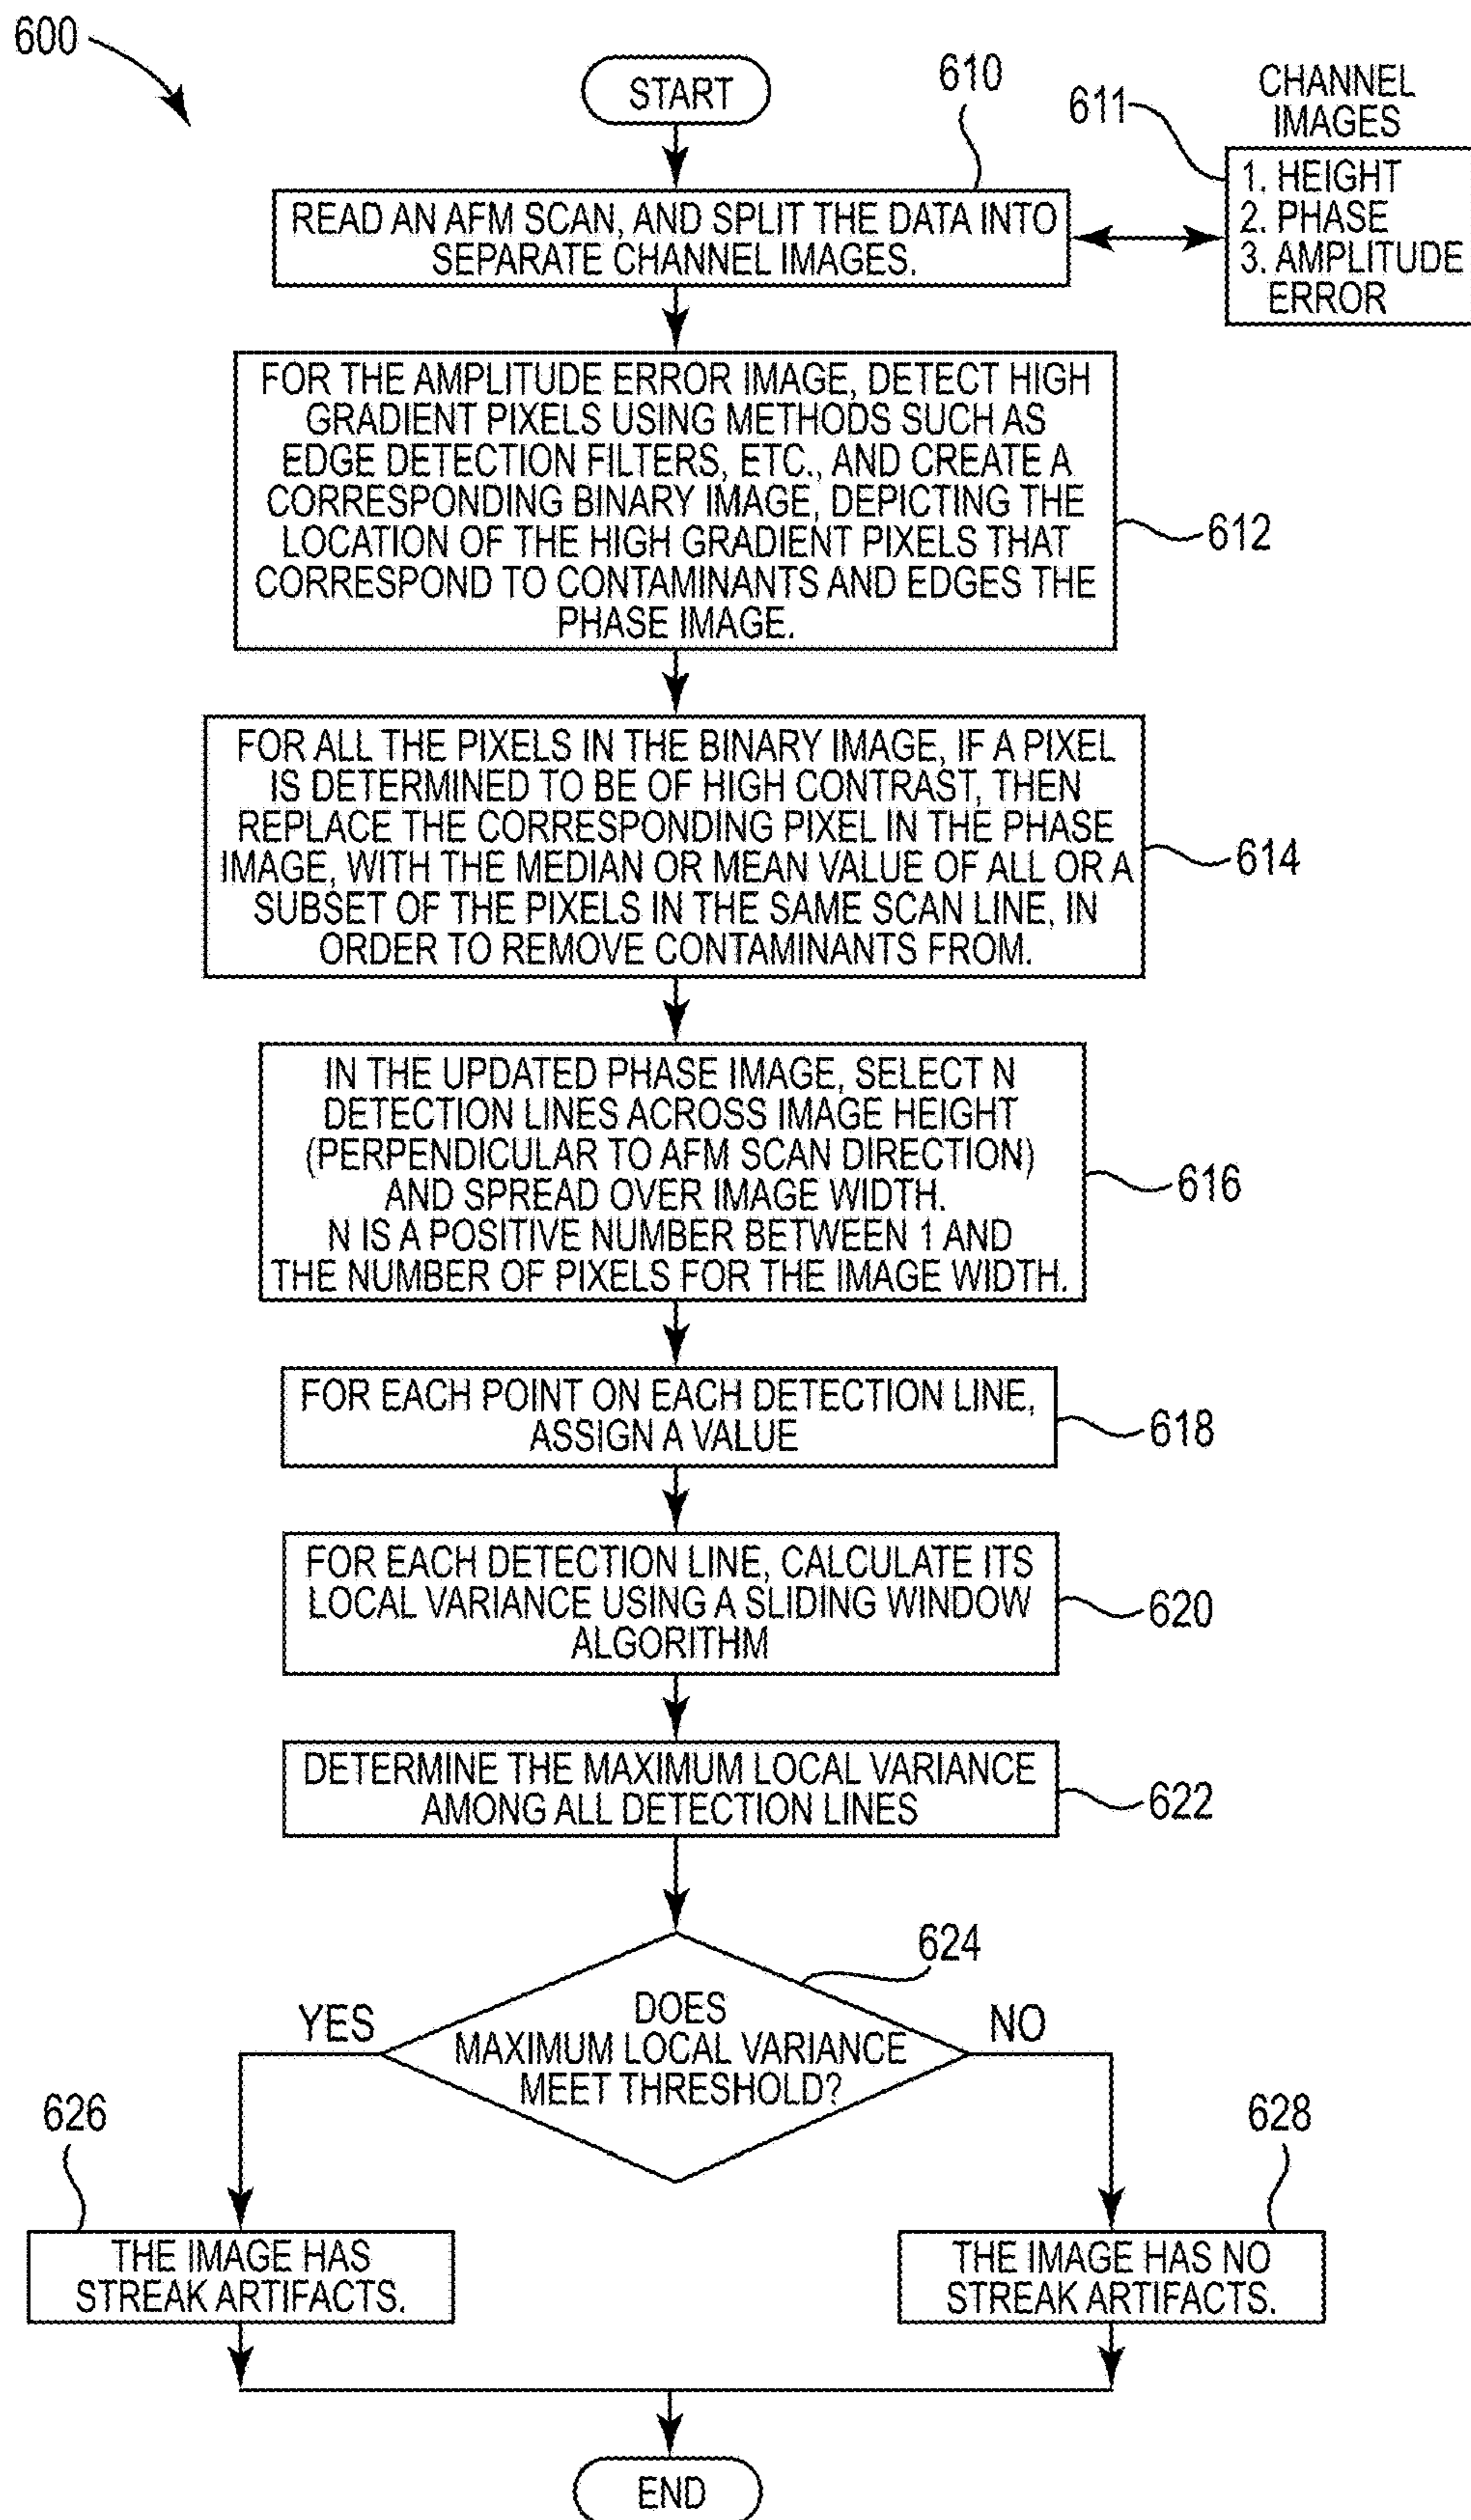 600
START
610
611
CHANNEL
IMAGES
1. HEIGHT
2. PHASE
3. AMPLITUDE
ERROR
READ AN AFM SCAN, AND SPLIT THE DATA INTO
SEPARATE CHANNEL IMAGES.
FOR THE AMPLITUDE ERROR IMAGE, DETECT HIGH
GRADIENT PIXELS USING METHODS SUCH AS
EDGE DETECTION FILTERS, ETC., AND CREATE A
CORRESPONDING BINARY IMAGE, DEPICTING THE
LOCATION OF THE HIGH GRADIENT PIXELS THAT
CORRESPOND TO CONTAMINANTS AND EDGES THE
PHASE IMAGE.
612
FOR ALL THE PIXELS IN THE BINARY IMAGE, IF A PIXEL
IS DETERMINED TO BE OF HIGH CONTRAST, THEN
REPLACE THE CORRESPONDING PIXEL IN THE PHASE
IMAGE, WITH THE MEDIAN OR MEAN VALUE OF ALL OR A
SUBSET OF THE PIXELS IN THE SAME SCAN LINE, IN
ORDER TO REMOVE CONTAMINANTS FROM.
614
IN THE UPDATED PHASE IMAGE, SELECT N
DETECTION LINES ACROSS IMAGE HEIGHT
(PERPENDICULAR TO AFM SCAN DIRECTION)
AND SPREAD OVER IMAGE WIDTH.
N IS A POSITIVE NUMBER BETWEEN 1 AND
THE NUMBER OF PIXELS FOR THE IMAGE WIDTH.
616
FOR EACH POINT ON EACH DETECTION LINE,
ASSIGN A VALUE
618
FOR EACH DETECTION LINE, CALCULATE ITS
LOCAL VARIANCE USING A SLIDING WINDOW
ALGORITHM
620
DETERMINE THE MAXIMUM LOCAL VARIANCE
AMONG ALL DETECTION LINES
622
624
DOES
MAXIMUM LOCAL VARIANCE
MEET THRESHOLD?
YES
NO
626
628
THE IMAGE HAS
STREAK ARTIFACTS.
THE IMAGE HAS NO
STREAK ARTIFACTS.
END